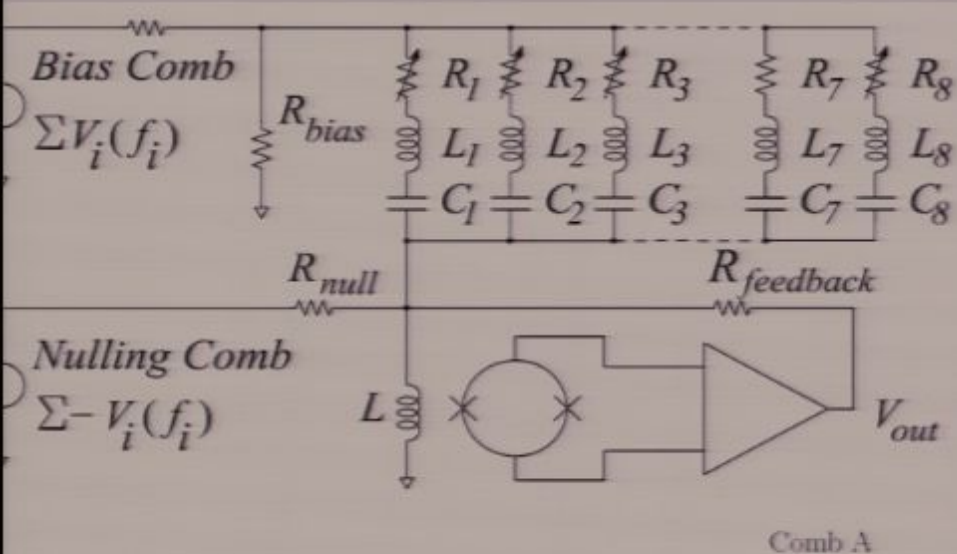 Bias Comb
ΣV_i(f_i)
R_bias
R_1 R_2 R_3 R_7 R_8
L_1 L_2 L_3 L_7 L_8
C_1 C_2 C_3 C_7 C_8
R_null
R_feedback
Nulling Comb
Σ- V_i(f_i)
L
V_out
Comb A